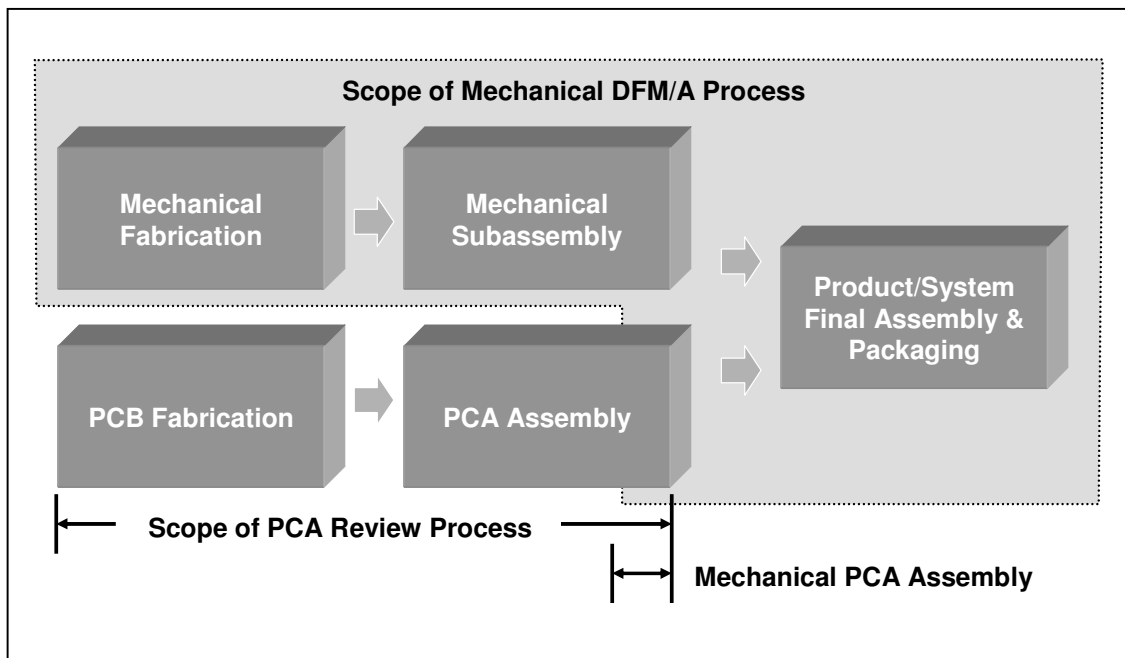 Scope of Mechanical DFM/A Process
Mechanical
Fabrication
Mechanical
Subassembly
Product/System
Final Assembly &
Packaging
PCB Fabrication
PCA Assembly
Scope of PCA Review Process
Mechanical PCA Assembly